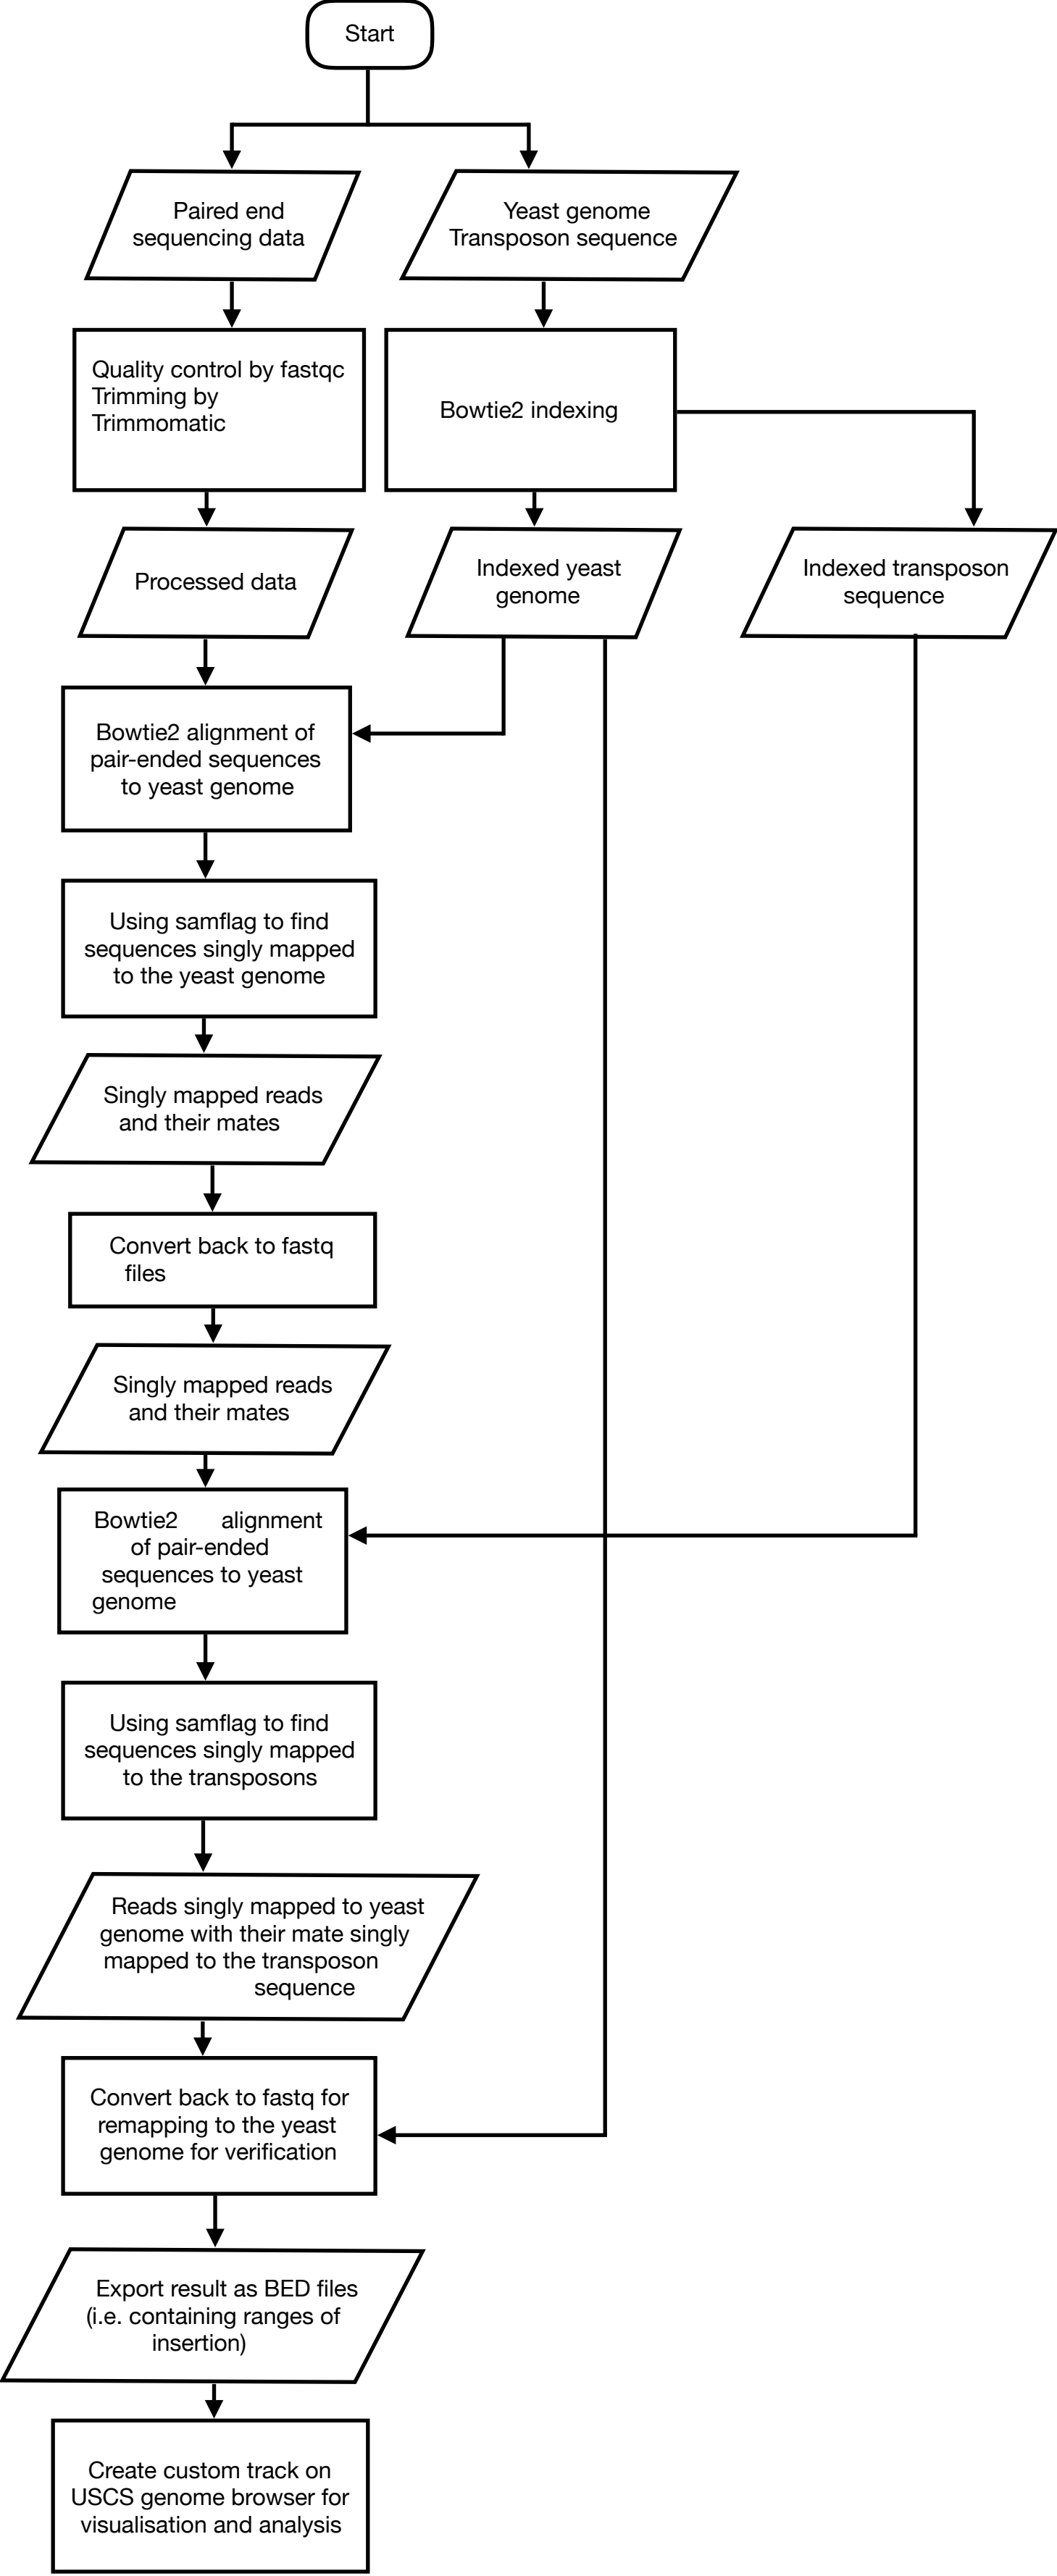 Start
Paired end
sequencing data
Yeast genome
Transposon sequence
Quality control by fastqc
Trimming by
Trimmomatic
Bowtie2 indexing
Processed data
Indexed yeast
genome
Indexed transposon
sequence
Bowtie2 alignment of
pair-ended sequences
to yeast genome
Using samflag to find
sequences singly mapped
to the yeast genome
Singly mapped reads
and their mates
Convert back to fastq
files
Singly mapped reads
and their mates
Bowtie2 alignment
of pair-ended
sequences to yeast
genome
Using samflag to find
sequences singly mapped
to the transposons
Reads singly mapped to yeast
genome with their mate singly
mapped to the transposon
sequence
Convert back to fastq for
remapping to the yeast
genome for verification
Export result as BED files
(i.e. containing ranges of
insertion)
Create custom track on
USCS genome browser for
visualisation and analysis